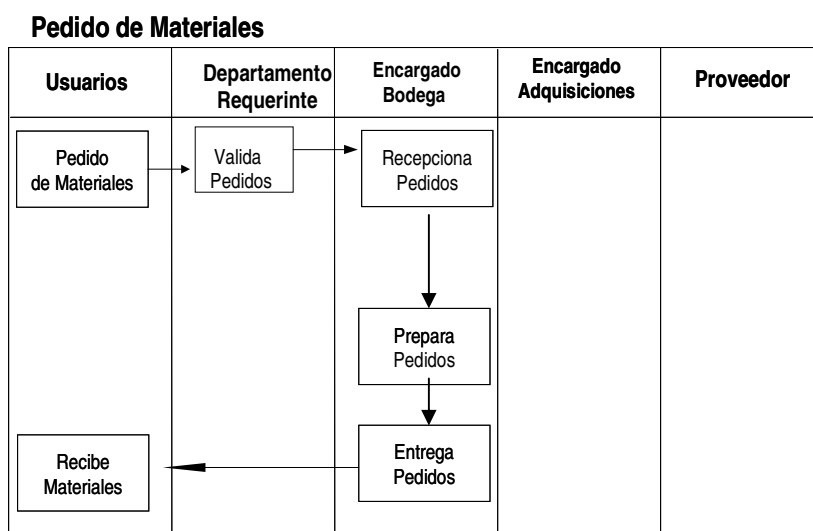 Pedido de Materiales
Usuarios
Departamento
Requerinte
Encargado
Bodega
Encargado
Adquisiciones
Proveedor
Pedido
de Materiales
Valida
Pedidos
Recepciona
Pedidos
Prepara
Pedidos
Entrega
Pedidos
Recibe
Materiales